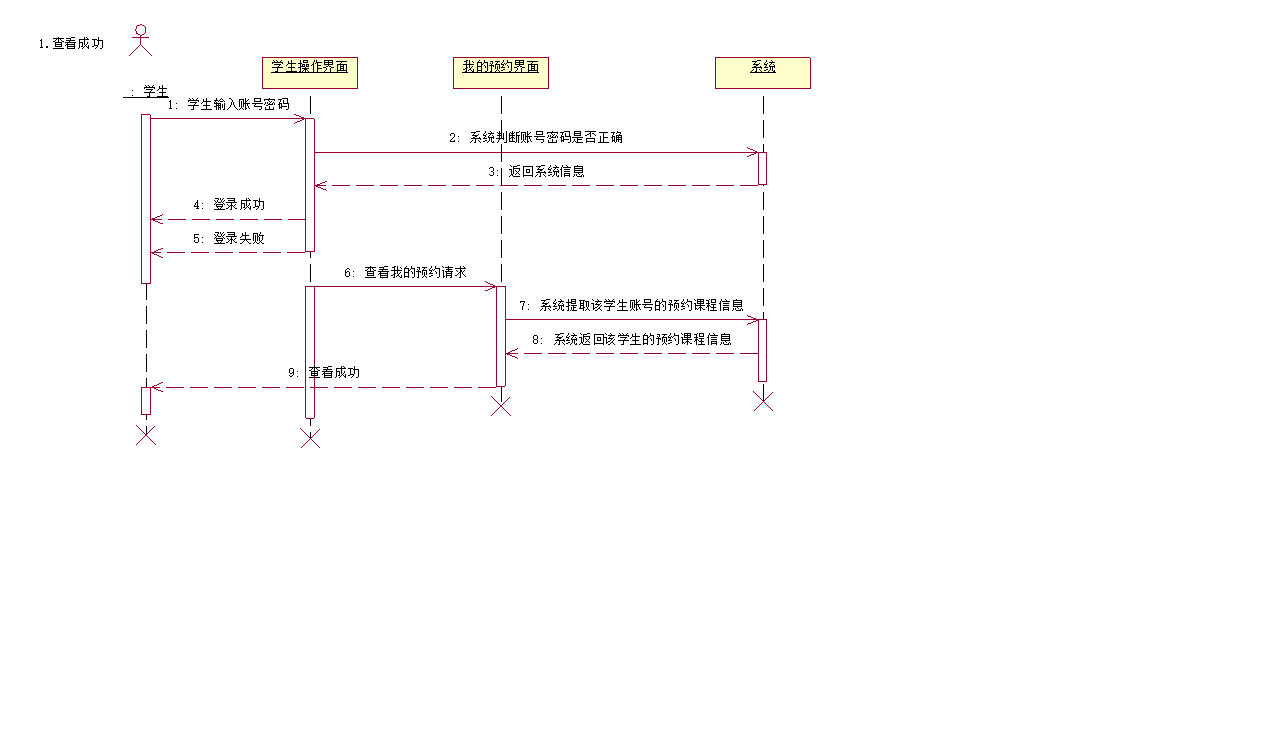 1.查看成功
学生操作界面
我的预约界面
系统
: 学生
1: 学生输入账号密码
2: 系统判断账号密码是否正确
3: 返回系统信息
4: 登录成功
5: 登录失败
6: 查看我的预约请求
7: 系统提取该学生账号的预约课程信息
8: 系统返回该学生的预约课程信息
9: 查看成功